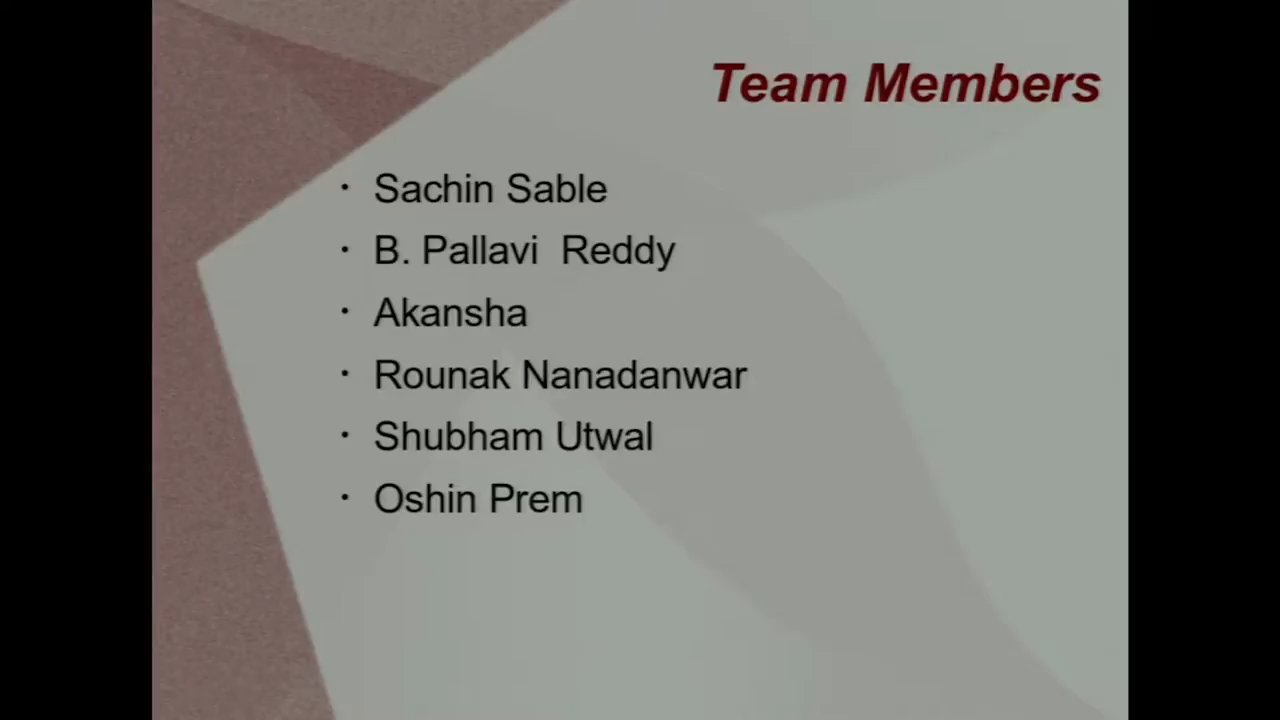 Team Members
· Sachin Sable
· B. Pallavi  Reddy
· Akansha
· Rounak Nanadanwar
· Shubham Utwal
· Oshin Prem